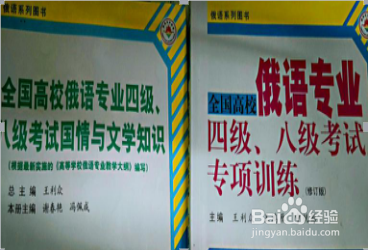 俄语系列图书
全国高校俄语专业四级、
八级考试国情与文学知识
(根据最新实施的《高等学校俄语专业教学大纲》编写)
总主编 王利众
本册主编 谢春艳 冯佩成
俄语系列图书
全国高校
俄语专业
四级、八级考试
专项训练(修订版)
主编 王利众
Baidu经验
jingyan.baidu.com